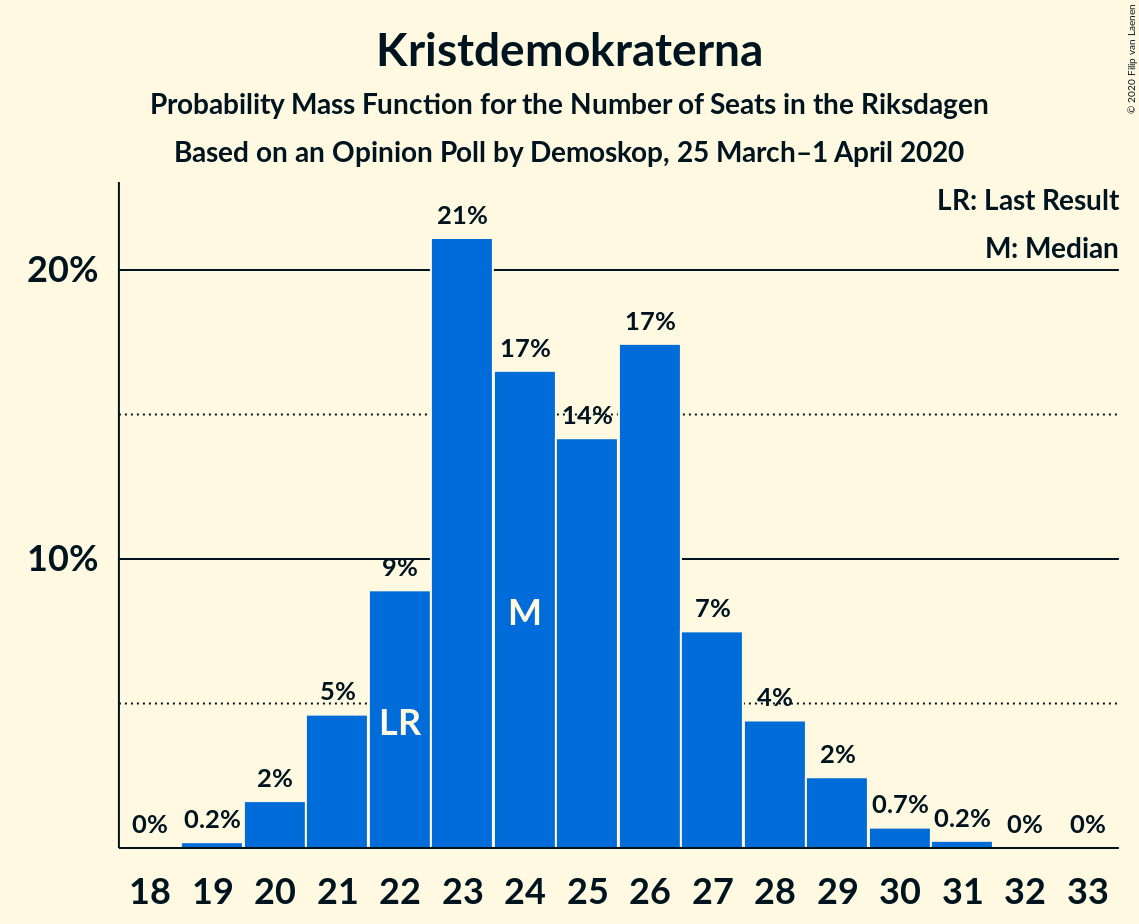 Kristdemokraterna
Probability Mass Function for the Number of Seats in the Riksdagen
Based on an Opinion Poll by Demoskop, 25 March–1 April 2020
© 2020 Filip van Laenen
LR: Last Result
M: Median
20%
10%
0%
0.2%
2%
5%
9%
21%
17%
14%
17%
7%
4%
2%
0.7%
0.2%
0%
0%
LR
M
18 19 20 21 22 23 24 25 26 27 28 29 30 31 32 33